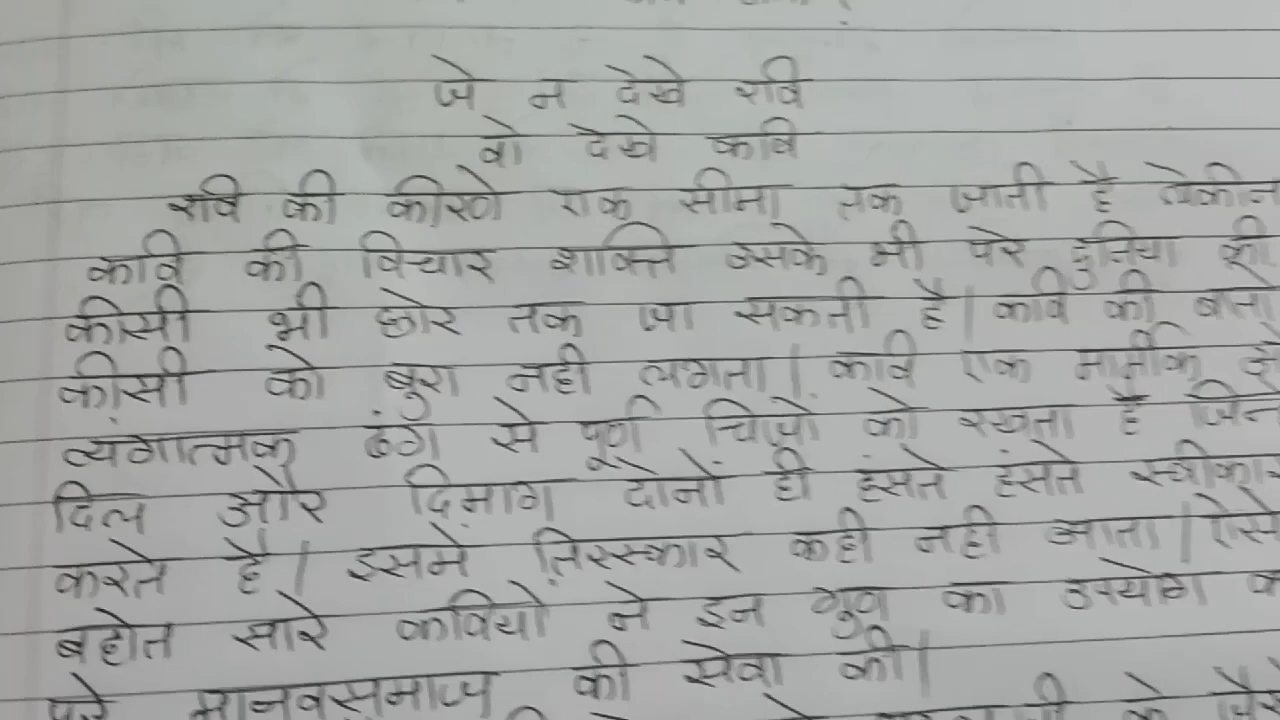 जे न देखे रवि
वो देखे कवि
रवि की कीरणे एक सीमा तक जाती है लेकीन
कवि की विचार शक्ति उसके भी परे दुनिया की
कीसी भी छोर तक जा सकती है। कवि की बाते
कीसी को बुरा नही लगता। कवि एक मार्मीक
व्यंगात्मक ढंग से पूर्ण चिजो को रखता है जिन
दिल और दिमाग दोनों ही हंसते हंसते स्वीकार
करते है। इसमे तिरस्कार कही नही आता। ऐसे
बहोत सारे कवियों ने इन गुण का उपयोग
मानवसमाज की सेवा की।